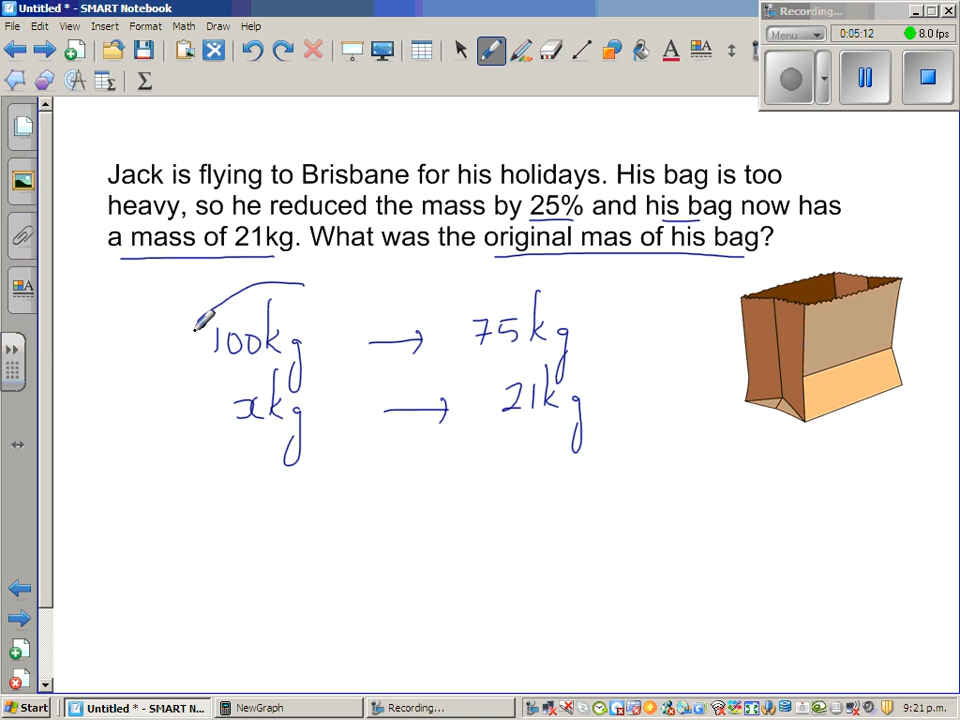 Untitled * - SMART Notebook
Recording...
File Edit View Insert Format Math Draw Help
Menu 0:05:12 8.0 fps
Jack is flying to Brisbane for his holidays. His bag is too
heavy, so he reduced the mass by 25% and his bag now has
a mass of 21kg. What was the original mas of his bag?
100kg → 75kg
xkg → 21kg
Start Untitled * - SMART N... NewGraph Recording... 9:21 p.m.